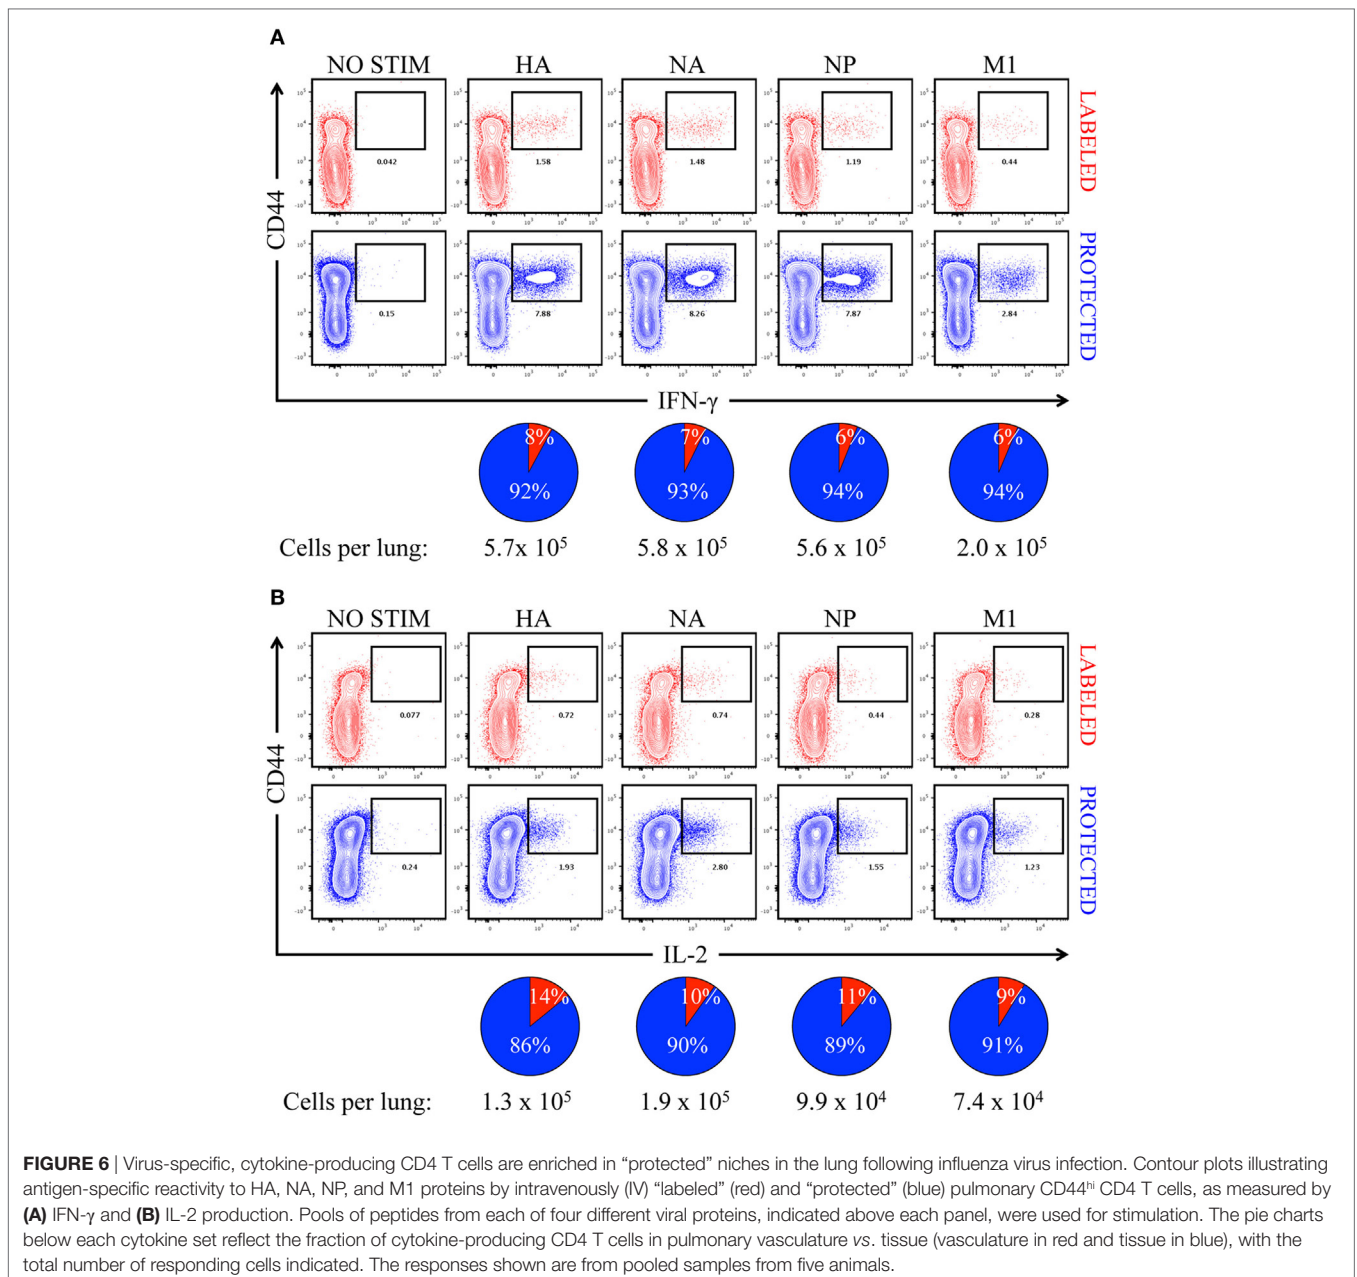 A
NO STIM HA NA NP M1
LABELED
0.042 1.58 1.48 1.19 0.44
PROTECTED
0.15 7.88 8.26 7.87 2.84
CD44
IFN-γ
8% 7% 6% 6%
92% 93% 94% 94%
Cells per lung: 5.7x 10⁵ 5.8 x 10⁵ 5.6 x 10⁵ 2.0 x 10⁵
B
NO STIM HA NA NP M1
LABELED
0.077 0.72 0.74 0.44 0.28
PROTECTED
0.24 1.93 2.80 1.55 1.23
CD44
IL-2
14% 10% 11% 9%
86% 90% 89% 91%
Cells per lung: 1.3 x 10⁵ 1.9 x 10⁵ 9.9 x 10⁴ 7.4 x 10⁴
FIGURE 6 | Virus-specific, cytokine-producing CD4 T cells are enriched in “protected” niches in the lung following influenza virus infection. Contour plots illustrating
antigen-specific reactivity to HA, NA, NP, and M1 proteins by intravenously (IV) “labeled” (red) and “protected” (blue) pulmonary CD44ʰⁱ CD4 T cells, as measured by
(A) IFN-γ and (B) IL-2 production. Pools of peptides from each of four different viral proteins, indicated above each panel, were used for stimulation. The pie charts
below each cytokine set reflect the fraction of cytokine-producing CD4 T cells in pulmonary vasculature vs. tissue (vasculature in red and tissue in blue), with the
total number of responding cells indicated. The responses shown are from pooled samples from five animals.